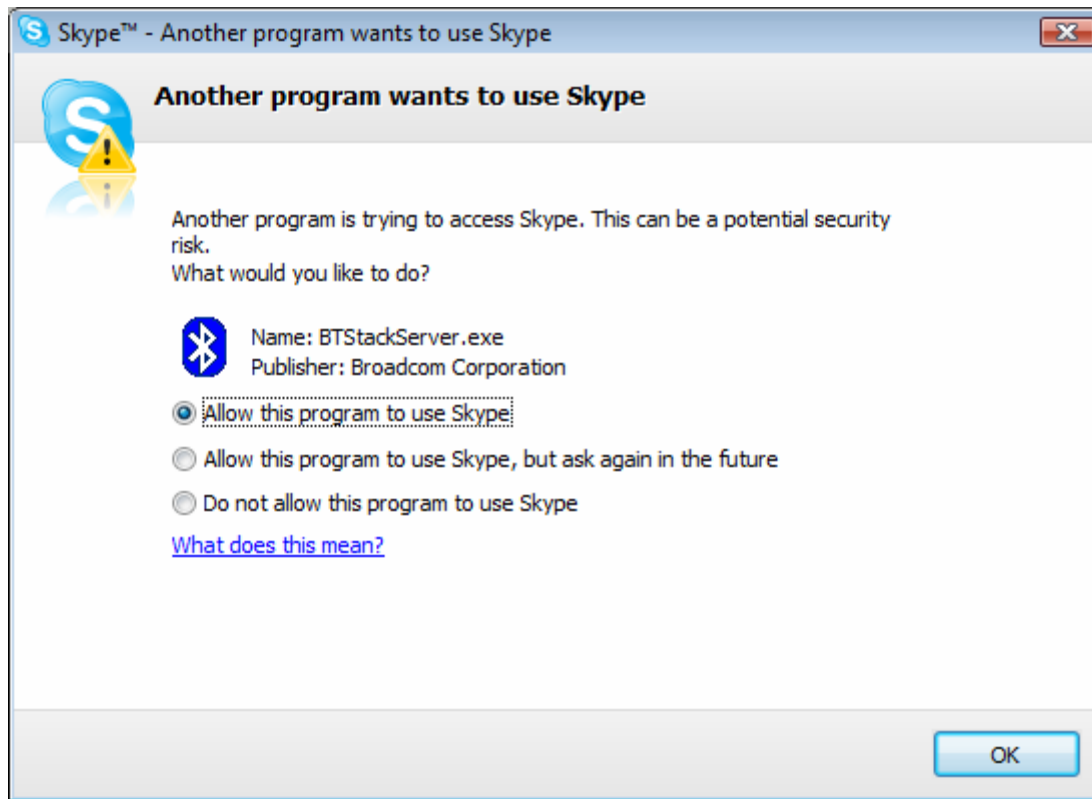 Skype™ - Another program wants to use Skype
Another program wants to use Skype
Another program is trying to access Skype. This can be a potential security
risk.
What would you like to do?
Name: BTStackServer.exe
Publisher: Broadcom Corporation
Allow this program to use Skype
Allow this program to use Skype, but ask again in the future
Do not allow this program to use Skype
What does this mean?
OK